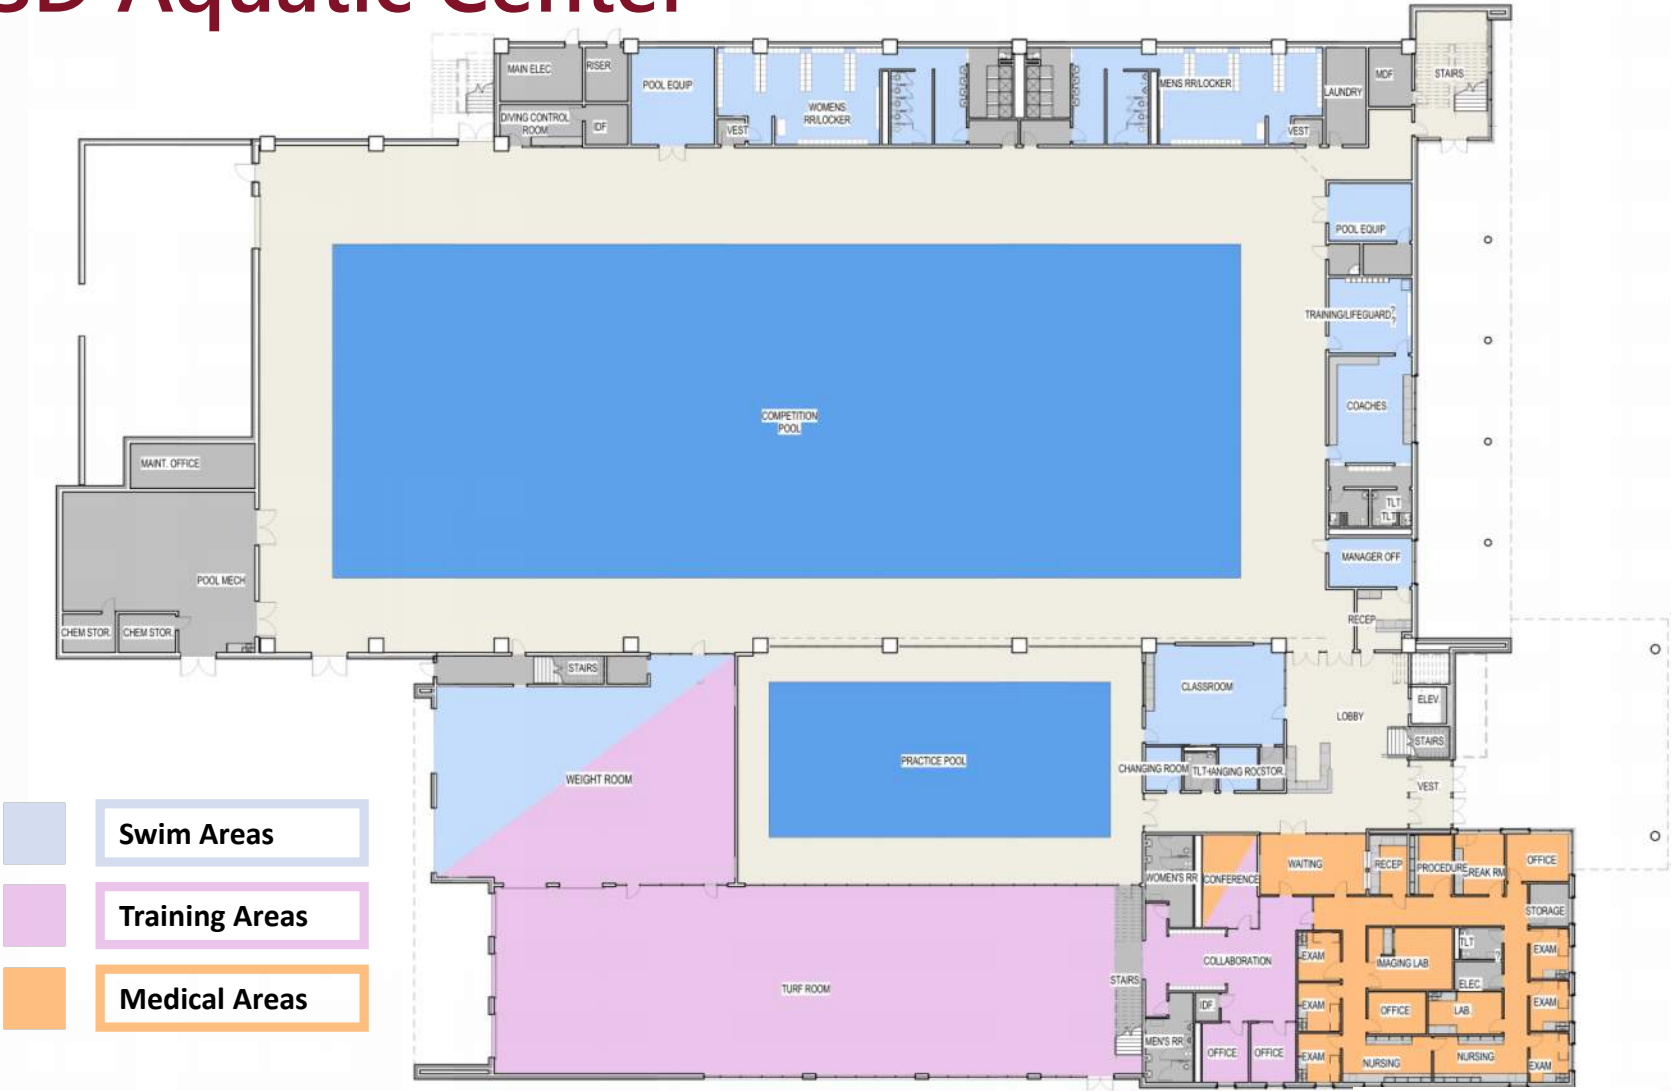 Aquatic Center
MAIN ELEC
RISER
POOL EQUIP
WOMENS
RR/LOCKER
MENS RR/LOCKER
LAUNDRY
MDF
STAIRS
DIVING CONTROL
ROOM
IDF
VEST
VEST
POOL EQUIP
TRAINING/LIFEGUARD
?
?
COMPETITION
POOL
COACHES
MAINT. OFFICE
TLT
TLT
POOL MECH
MANAGER OFF
CHEM STOR.
CHEM STOR.
RECEP
STAIRS
CLASSROOM
LOBBY
ELEV.
STAIRS
WEIGHT ROOM
PRACTICE POOL
CHANGING ROOM
TLT
STOR.
VEST.
Swim Areas
Training Areas
Medical Areas
WOMEN'S RR
CONFERENCE
WAITING
RECEP
PROCEDURE
REAK RM
OFFICE
STORAGE
TURF ROOM
STAIRS
COLLABORATION
EXAM
IMAGING LAB
TLT
?
EXAM
ELEC.
IDF
EXAM
OFFICE
LAB.
EXAM
MEN'S RR
OFFICE
OFFICE
EXAM
NURSING
NURSING
EXAM